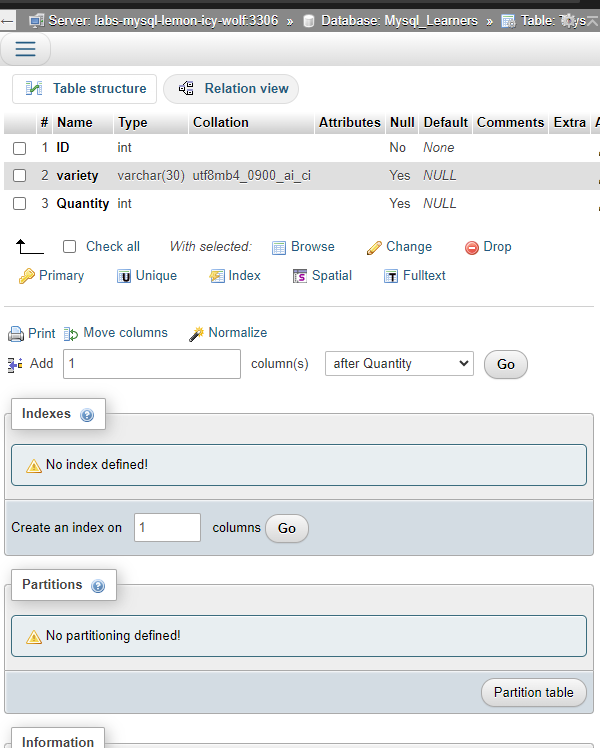 Server: labs-mysql-lemon-icy-wolf:3306 » Database: Mysql_Learners » Table:
Table structure Relation view
# Name Type Collation Attributes Null Default Comments Extra
1 ID int No None
2 variety varchar(30) utf8mb4_0900_ai_ci Yes NULL
3 Quantity int Yes NULL
Check all With selected: Browse Change Drop
Primary Unique Index Spatial Fulltext
Print Move columns Normalize
Add 1 column(s) after Quantity Go
Indexes
No index defined!
Create an index on 1 columns Go
Partitions
No partitioning defined!
Partition table
Information